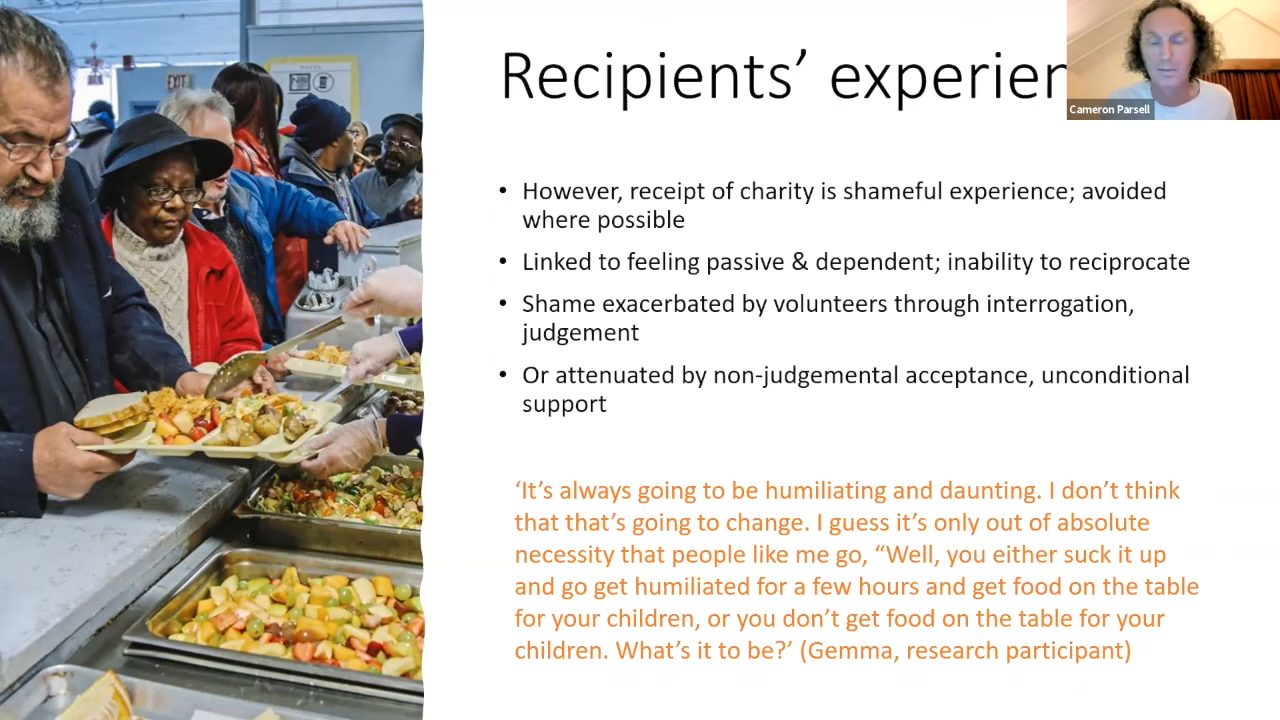 Recipients’ experien
Cameron Parsell
EXIT
• However, receipt of charity is shameful experience; avoided
where possible
• Linked to feeling passive & dependent; inability to reciprocate
• Shame exacerbated by volunteers through interrogation,
judgement
• Or attenuated by non-judgemental acceptance, unconditional
support
‘It’s always going to be humiliating and daunting. I don’t think
that that’s going to change. I guess it’s only out of absolute
necessity that people like me go, “Well, you either suck it up
and go get humiliated for a few hours and get food on the table
for your children, or you don’t get food on the table for your
children. What’s it to be?’ (Gemma, research participant)